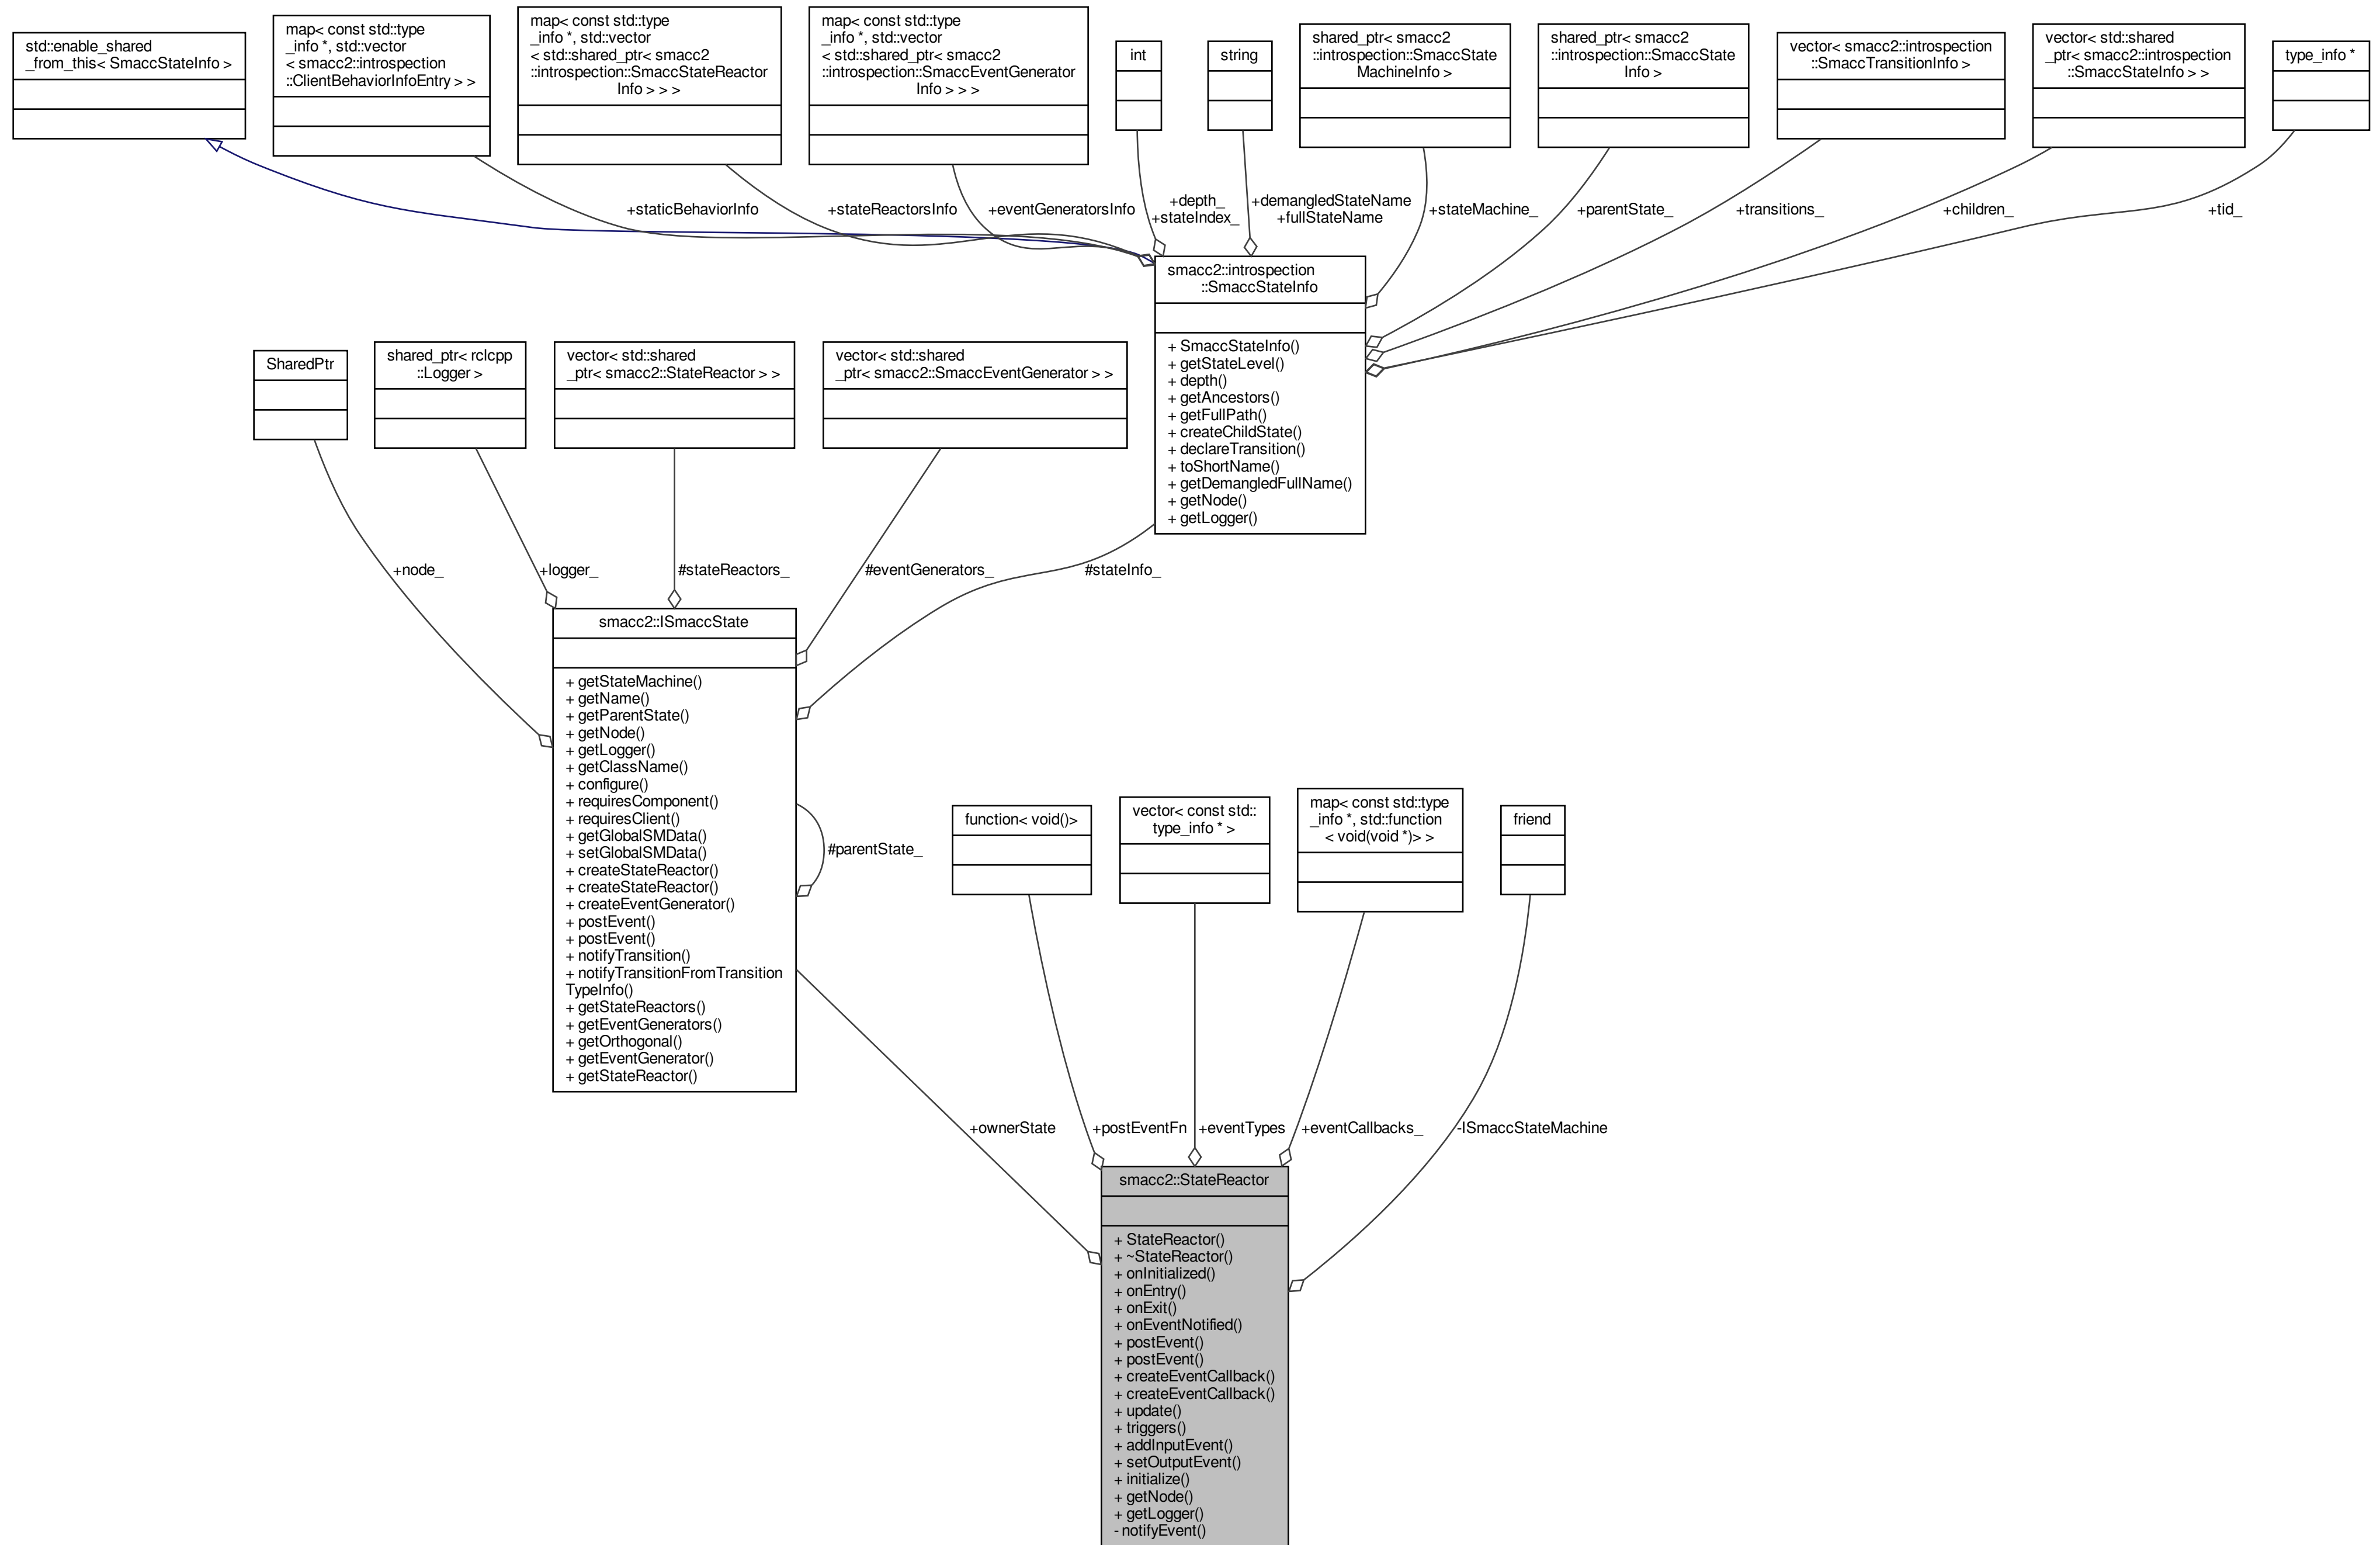 std::enable_shared
_from_this< SmaccStateInfo >
map< const std::type
_info *, std::vector
< smacc2::introspection
::ClientBehaviorInfoEntry > >
map< const std::type
_info *, std::vector
< std::shared_ptr< smacc2
::introspection::SmaccStateReactor
Info > > >
map< const std::type
_info *, std::vector
< std::shared_ptr< smacc2
::introspection::SmaccEventGenerator
Info > > >
int
string
shared_ptr< smacc2
::introspection::SmaccState
MachineInfo >
shared_ptr< smacc2
::introspection::SmaccState
Info >
vector< smacc2::introspection
::SmaccTransitionInfo >
vector< std::shared
_ptr< smacc2::introspection
::SmaccStateInfo > >
type_info *
+staticBehaviorInfo
+stateReactorsInfo
+eventGeneratorsInfo
+depth_
+stateIndex_
+demangledStateName
+fullStateName
+stateMachine_
+parentState_
+transitions_
+children_
+tid_
smacc2::introspection
::SmaccStateInfo
+ SmaccStateInfo()
+ getStateLevel()
+ depth()
+ getAncestors()
+ getFullPath()
+ createChildState()
+ declareTransition()
+ toShortName()
+ getDemangledFullName()
+ getNode()
+ getLogger()
SharedPtr
shared_ptr< rclcpp
::Logger >
vector< std::shared
_ptr< smacc2::StateReactor > >
vector< std::shared
_ptr< smacc2::SmaccEventGenerator > >
+node_
+logger_
#stateReactors_
#eventGenerators_
#stateInfo_
smacc2::ISmaccState
+ getStateMachine()
+ getName()
+ getParentState()
+ getNode()
+ getLogger()
+ getClassName()
+ configure()
+ requiresComponent()
+ requiresClient()
+ getGlobalSMData()
+ setGlobalSMData()
+ createStateReactor()
+ createStateReactor()
+ createEventGenerator()
+ postEvent()
+ postEvent()
+ notifyTransition()
+ notifyTransitionFromTransition
TypeInfo()
+ getStateReactors()
+ getEventGenerators()
+ getOrthogonal()
+ getEventGenerator()
+ getStateReactor()
#parentState_
function< void()>
vector< const std::
type_info * >
map< const std::type
_info *, std::function
< void(void *)> >
friend
+ownerState
+postEventFn
+eventTypes
+eventCallbacks_
-ISmaccStateMachine
smacc2::StateReactor
+ StateReactor()
+ ~StateReactor()
+ onInitialized()
+ onEntry()
+ onExit()
+ onEventNotified()
+ postEvent()
+ postEvent()
+ createEventCallback()
+ createEventCallback()
+ update()
+ triggers()
+ addInputEvent()
+ setOutputEvent()
+ initialize()
+ getNode()
+ getLogger()
- notifyEvent()